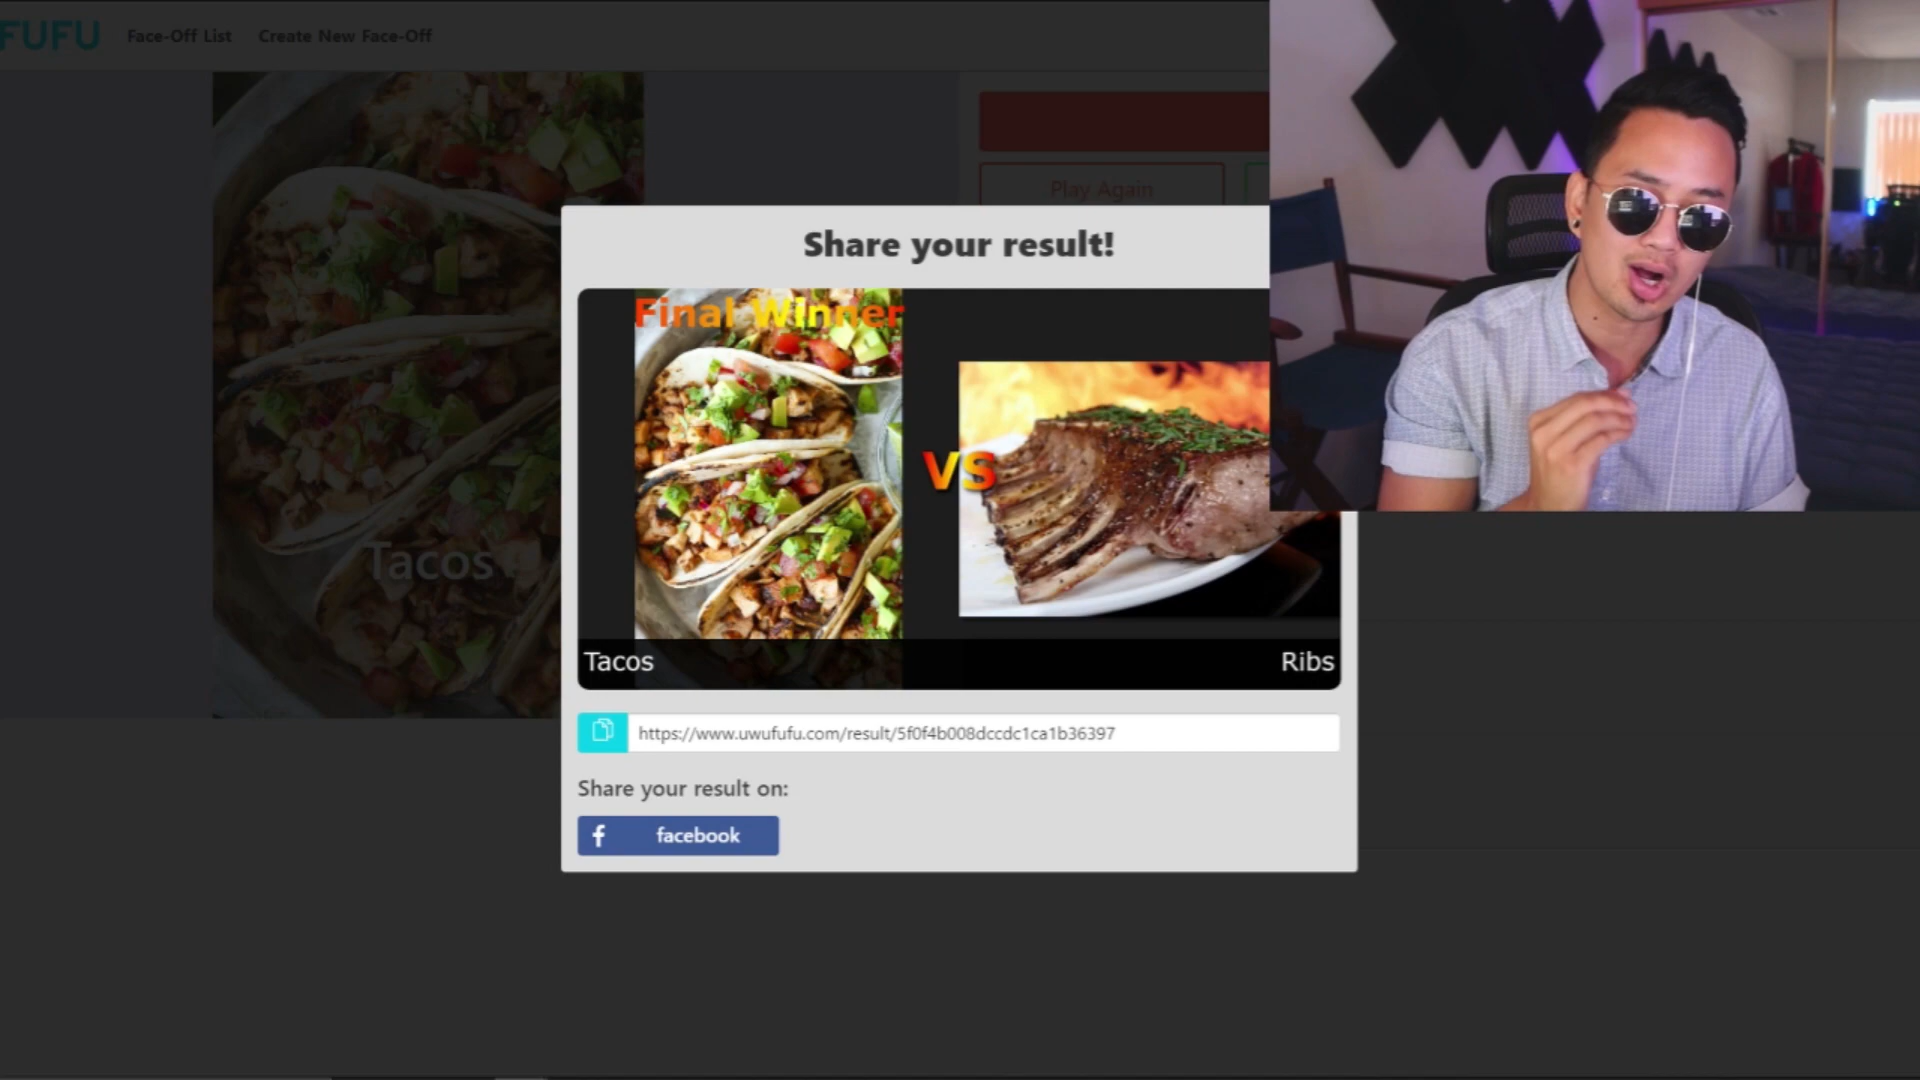 FUFU
Face-Off List
Create New Face-Off
Play Again
Share your result!
Final Winner
VS
Tacos
Tacos
Ribs
https://www.uwufufu.com/result/5f0f4b008dccdc1ca1b36397
Share your result on:
f facebook